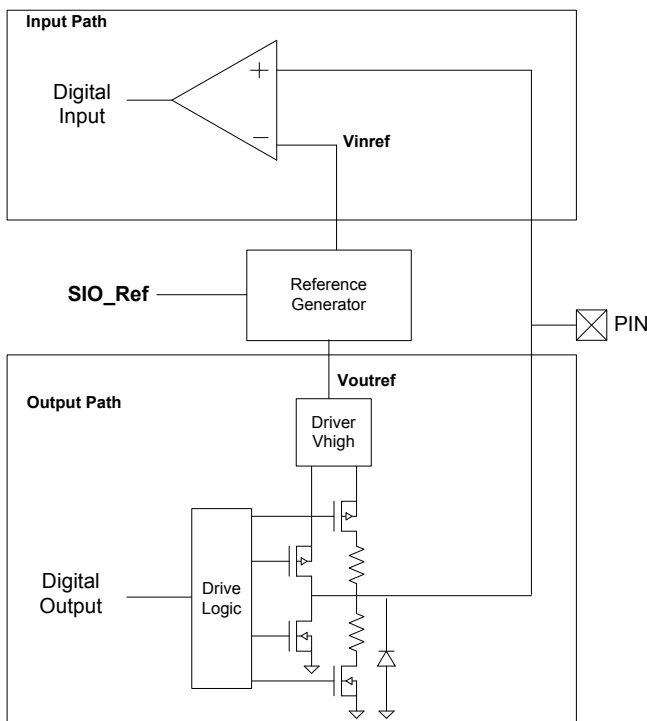 Input Path
+
Digital
Input
−
Vinref
Reference
Generator
SIO_Ref
PIN
Voutref
Output Path
Driver
Vhigh
Digital
Output
Drive
Logic